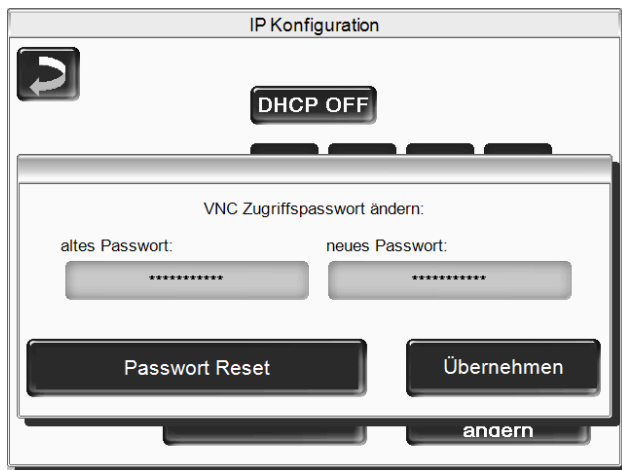 IP Konfiguration
DHCP OFF
VNC Zugriffspasswort ändern:
altes Passwort: neues Passwort:
*********** ***********
Passwort Reset Übernehmen
ändern